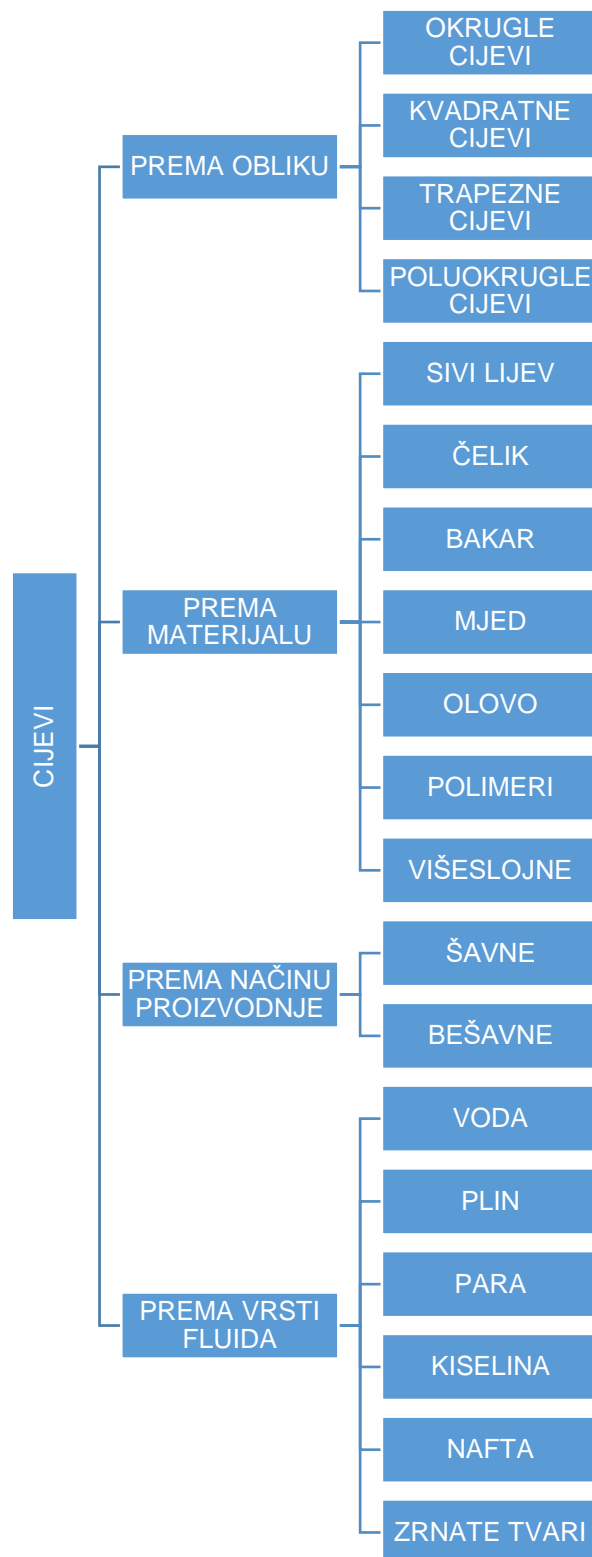 CIJEVI
PREMA OBLIKU
OKRUGLE
CIJEVI
KVADRATNE
CIJEVI
TRAPEZNE
CIJEVI
POLUOKRUGLE
CIJEVI
PREMA
MATERIJALU
SIVI LIJEV
ČELIK
BAKAR
MJED
OLOVO
POLIMERI
VIŠESLOJNE
PREMA NAČINU
PROIZVODNJE
ŠAVNE
BEŠAVNE
PREMA VRSTI
FLUIDA
VODA
PLIN
PARA
KISELINA
NAFTA
ZRNATE TVARI